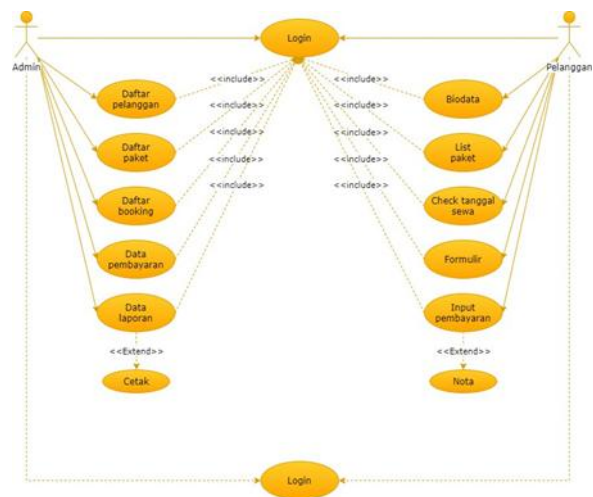 Login
Admin
Pelanggan
<<include>>
<<include>>
Daftar
pelanggan
Biodata
<<include>>
<<include>>
<<include>>
<<include>>
Daftar
paket
List
paket
<<include>>
<<include>>
<<include>>
<<include>>
Daftar
booking
Check tanggal
sewa
Data
pembayaran
Formulir
Data
laporan
Input
pembayaran
<<Extend>>
<<Extend>>
Cetak
Nota
Login